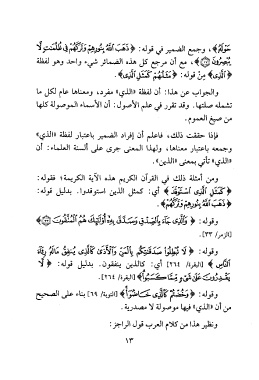 حَوْلَهُۥ﴾، وجمع الضمير في قوله: ﴿ذَهَبَ ٱللَّهُ بِنُورِهِمْ وَتَرَكَهُمْ فِى ظُلُمَـٰتٍ لَّا
يُبْصِرُونَ ﴿١٧﴾﴾، مع أن مرجع كل هذه الضمائر شيء واحد وهو لفظة
﴿ٱلَّذِى﴾ مِنْ قوله: ﴿مَثَلُهُمْ كَمَثَلِ ٱلَّذِى﴾.
والجواب عن هذا: أن لفظة «الذي» مفرد، ومعناها عام لكل ما
تشمله صلتها. وقد تقرر في علم الأصول: أن الأسماء الموصولة كلها
من صيغ العموم.
فإذا حققت ذلك، فاعلم أن إفراد الضمير باعتبار لفظة «الذي»
وجمعه باعتبار معناها، ولهذا المعنى جرى على ألسنة العلماء: أن
«الذي» تأتي بمعنى «الذين».
ومن أمثلة ذلك في القرآن الكريم هذه الآية الكريمة؛ فقوله:
﴿كَمَثَلِ ٱلَّذِى ٱسْتَوْقَدَ﴾ أي: كمثل الذين استوقدوا. بدليل قوله:
﴿ذَهَبَ ٱللَّهُ بِنُورِهِمْ وَتَرَكَهُمْ﴾.
وقوله: ﴿وَٱلَّذِى جَآءَ بِٱلصِّدْقِ وَصَدَّقَ بِهِۦٓ أُو۟لَـٰٓئِكَ هُمُ ٱلْمُتَّقُونَ ﴿٣٣﴾﴾
[الزمر/ ٣٣].
وقوله: ﴿لَا تُبْطِلُوا۟ صَدَقَـٰتِكُم بِٱلْمَنِّ وَٱلْأَذَىٰ كَٱلَّذِى يُنفِقُ مَالَهُۥ رِئَآءَ
ٱلنَّاسِ﴾ [البقرة/ ٢٦٤] أي: كالذين ينفقون. بدليل قوله: ﴿لَّا
يَقْدِرُونَ عَلَىٰ شَىْءٍ مِّمَّا كَسَبُوا۟﴾ [البقرة/ ٢٦٤].
وقوله: ﴿وَخُضْتُمْ كَٱلَّذِى خَاضُوٓا۟﴾ [التوبة/ ٦٩] بناء على الصحيح
من أن «الذي» فيها موصولة لا مصدرية.
ونظير هذا من كلام العرب قول الراجز:
١٣